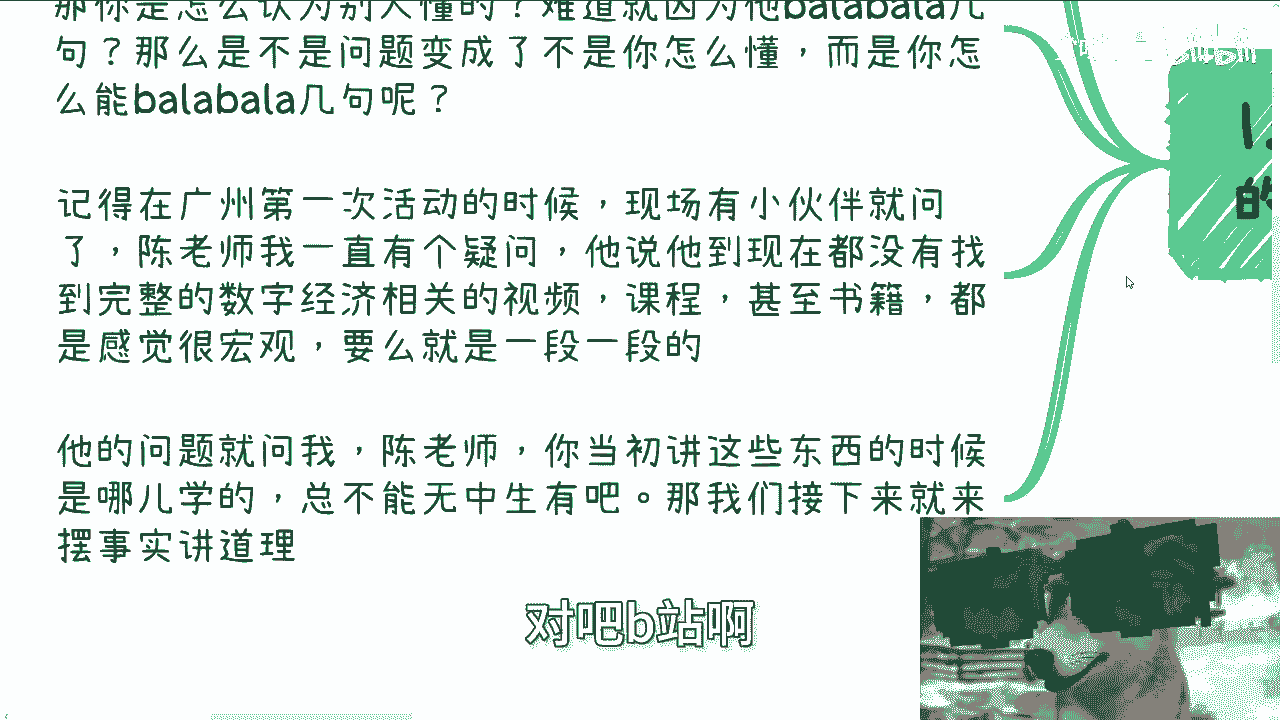 那你是怎么认为别人懂的？难道就因为他balabala几
句？那么是不是问题变成了不是你怎么懂，而是你怎
么能balabala几句呢？
记得在广州第一次活动的时候，现场有小伙伴就问
了，陈老师我一直有个疑问，他说他到现在都没有找
到完整的数字经济相关的视频，课程，甚至书籍，都
是感觉很宏观，要么就是一段一段的
他的问题就问我，陈老师，你当初讲这些东西的时候
是哪儿学的，总不能无中生有吧。那我们接下来就来
摆事实讲道理
的
对吧b站啊